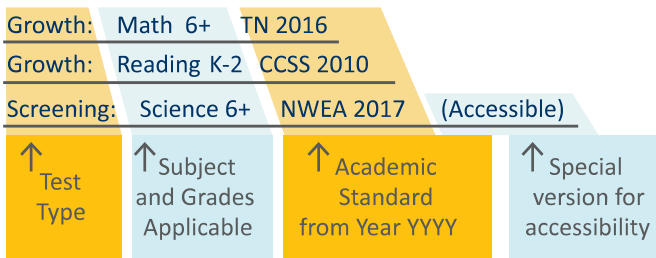 Growth: Math 6+ TN 2016
Growth: Reading K-2 CCSS 2010
Screening: Science 6+ NWEA 2017 (Accessible)
↑ Test
Type
↑ Subject
and Grades
Applicable
↑ Academic
Standard
from Year YYYY
↑ Special
version for
accessibility